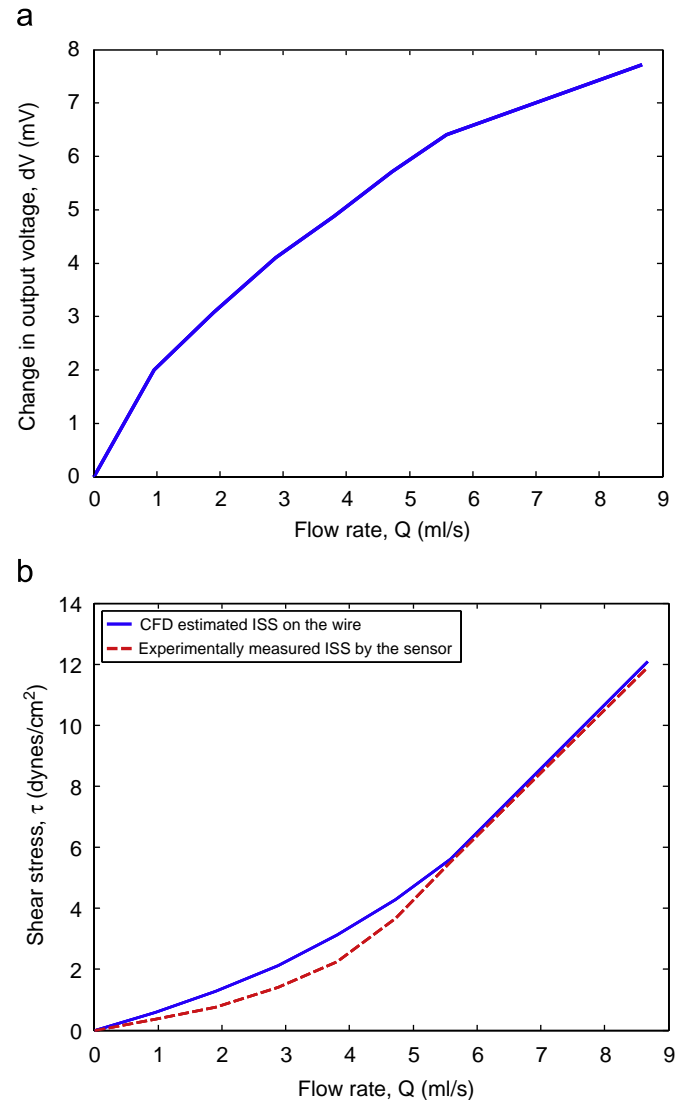 a
8
7
6
5
4
3
2
1
0
Change in output voltage, dV (mV)
0 1 2 3 4 5 6 7 8 9
Flow rate, Q (ml/s)
b
14
12
10
8
6
4
2
0
Shear stress, τ (dynes/cm²)
CFD estimated ISS on the wire
Experimentally measured ISS by the sensor
0 1 2 3 4 5 6 7 8 9
Flow rate, Q (ml/s)